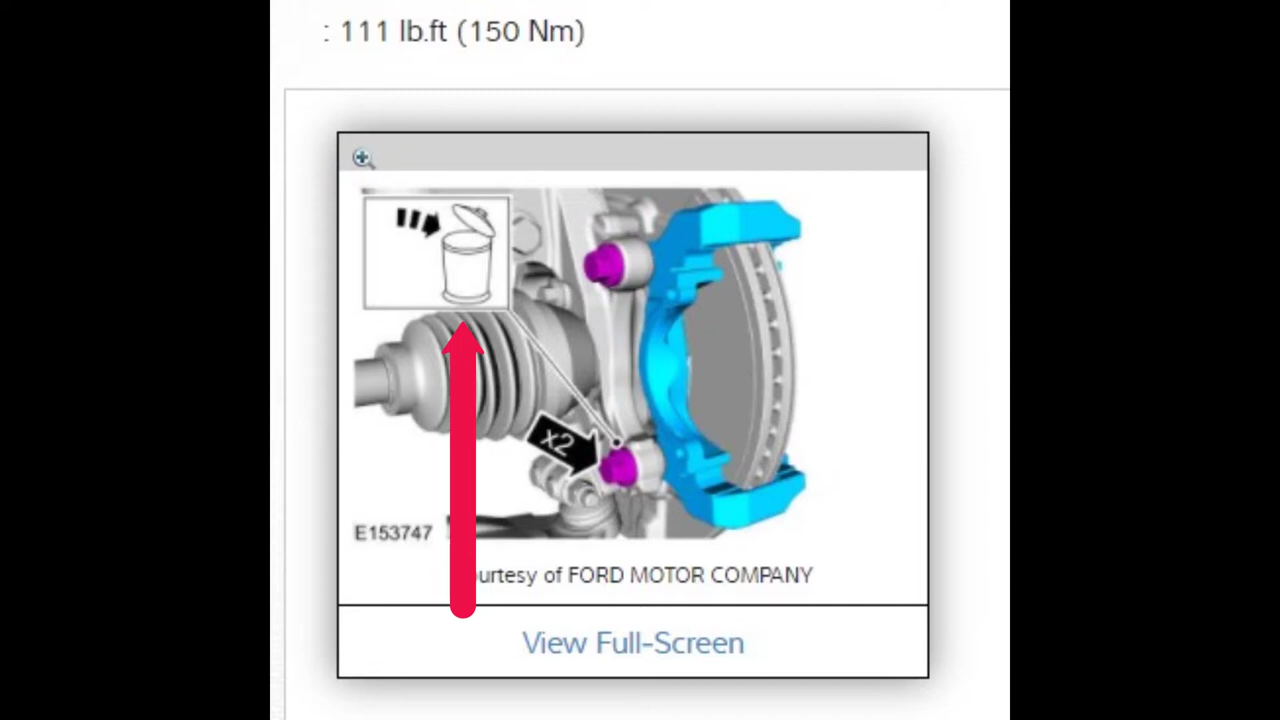 : 111 lb.ft (150 Nm)
x2
E153747
urtesy of FORD MOTOR COMPANY
View Full-Screen